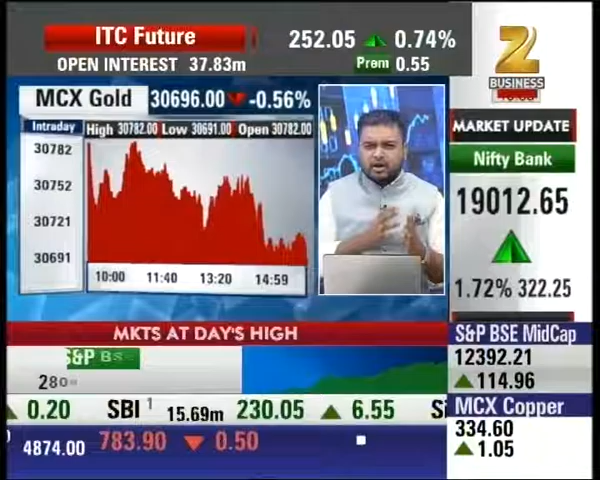 ITC Future
252.05 0.74%
OPEN INTEREST 37.83m
Prem 0.55
Z
BUSINESS
MCX Gold 30696.00 -0.56%
Intraday High 30782.00 Low 30691.00 Open 30782.00
30782
30752
30721
30691
10:00 11:40 13:20 14:59
MARKET UPDATE
Nifty Bank
19012.65
1.72% 322.25
MKTS AT DAY'S HIGH
S&P BSE MidCap
12392.21
114.96
MCX Copper
334.60
1.05
0.20 SBI 1 15.69m 230.05 6.55
4874.00 783.90 0.50